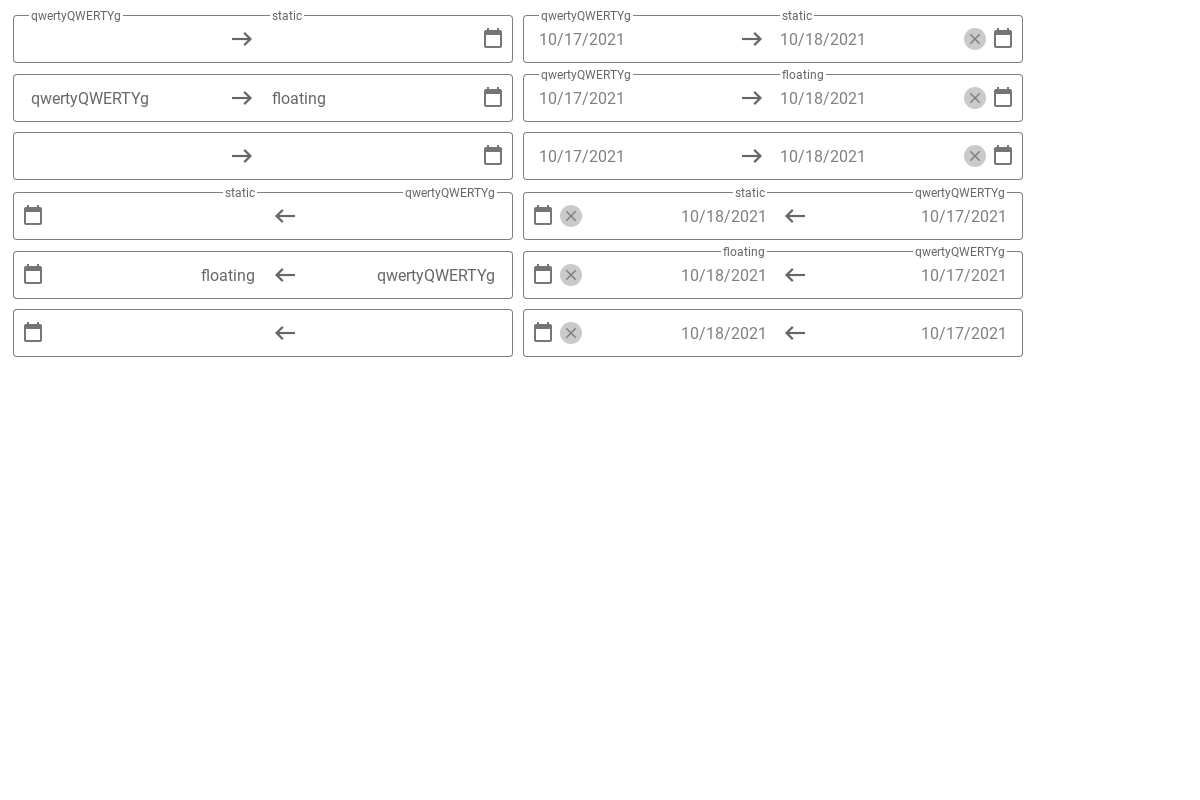 qwertyQWERTYg static qwertyQWERTYg static
10/17/2021 10/18/2021
qwertyQWERTYg floating
qwertyQWERTYg floating 10/17/2021 10/18/2021
10/17/2021 10/18/2021
static qwertyQWERTYg static qwertyQWERTYg
10/18/2021 10/17/2021
floating qwertyQWERTYg
floating qwertyQWERTYg 10/18/2021 10/17/2021
10/18/2021 10/17/2021